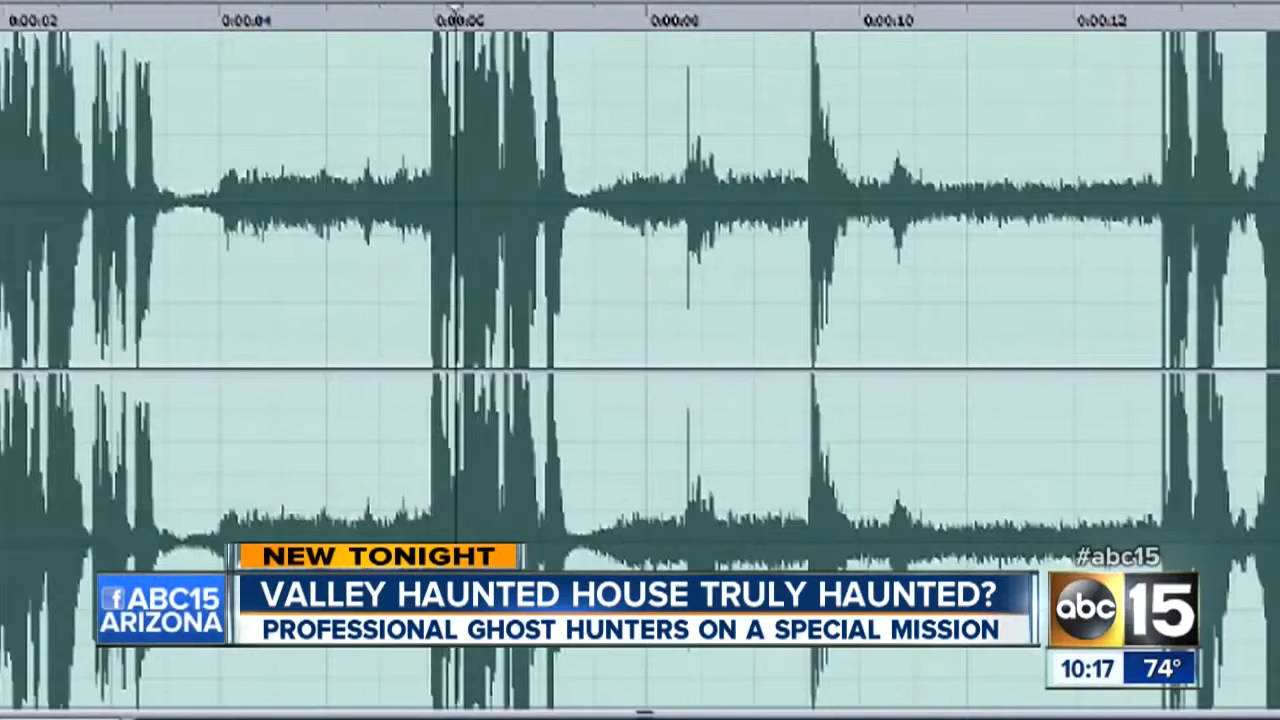 0:00:02 0:00:04 0:00:06 0:00:08 0:00:10 0:00:12
NEW TONIGHT
#abc15
f ABC15
ARIZONA
VALLEY HAUNTED HOUSE TRULY HAUNTED?
PROFESSIONAL GHOST HUNTERS ON A SPECIAL MISSION
abc 15
10:17 74°